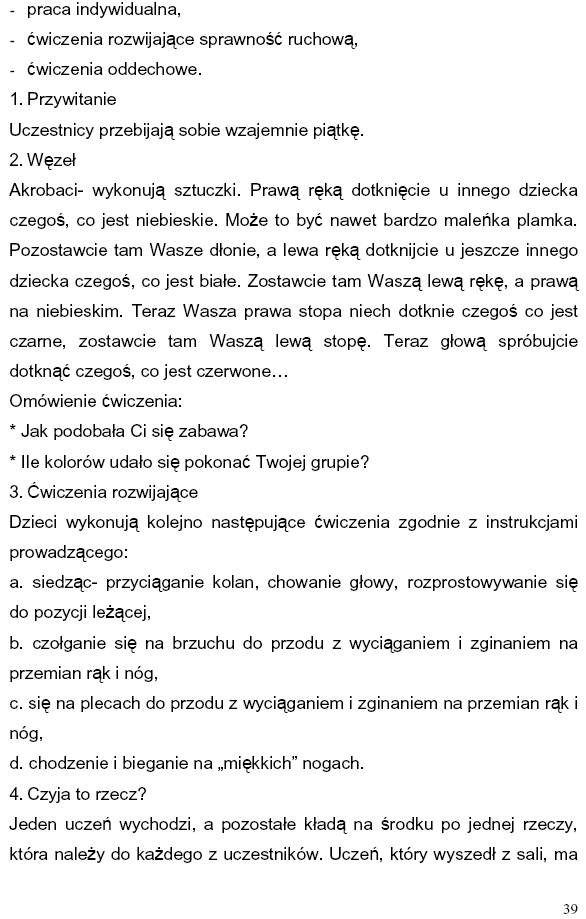 - praca indywidualna,
- ćwiczenia rozwijające sprawność ruchową,
- ćwiczenia oddechowe.
1. Przywitanie
Uczestnicy przebijają sobie wzajemnie piątkę.
2. Węzeł
Akrobaci- wykonują sztuczki. Prawą ręką dotknięcie u innego dziecka
czegoś, co jest niebieskie. Może to być nawet bardzo maleńka plamka.
Pozostawcie tam Wasze dłonie, a lewa ręką dotknijcie u jeszcze innego
dziecka czegoś, co jest białe. Zostawcie tam Waszą lewą rękę, a prawą
na niebieskim. Teraz Wasza prawa stopa niech dotknie czegoś co jest
czarne, zostawcie tam Waszą lewą stopę. Teraz głową spróbujcie
dotknąć czegoś, co jest czerwone…
Omówienie ćwiczenia:
* Jak podobała Ci się zabawa?
* Ile kolorów udało się pokonać Twojej grupie?
3. Ćwiczenia rozwijające
Dzieci wykonują kolejno następujące ćwiczenia zgodnie z instrukcjami
prowadzącego:
a. siedząc- przyciąganie kolan, chowanie głowy, rozprostowywanie się
do pozycji leżącej,
b. czołganie się na brzuchu do przodu z wyciąganiem i zginaniem na
przemian rąk i nóg,
c. się na plecach do przodu z wyciąganiem i zginaniem na przemian rąk i
nóg,
d. chodzenie i bieganie na „miękkich” nogach.
4. Czyja to rzecz?
Jeden uczeń wychodzi, a pozostałe kładą na środku po jednej rzeczy,
która należy do każdego z uczestników. Uczeń, który wyszedł z sali, ma
39